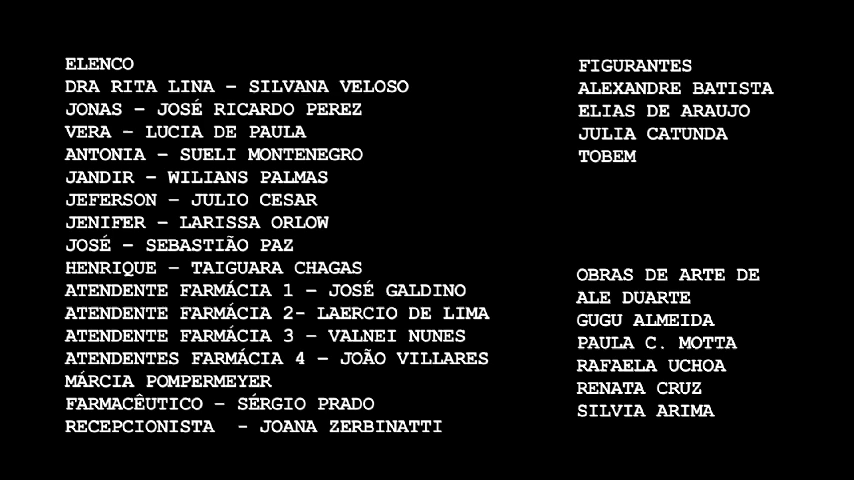 ELENCO
DRA RITA LINA – SILVANA VELOSO
JONAS – JOSÉ RICARDO PEREZ
VERA – LUCIA DE PAULA
ANTONIA – SUELI MONTENEGRO
JANDIR – WILIANS PALMAS
JEFERSON – JULIO CESAR
JENIFER – LARISSA ORLOW
JOSÉ – SEBASTIÃO PAZ
HENRIQUE – TAIGUARA CHAGAS
ATENDENTE FARMÁCIA 1 – JOSÉ GALDINO
ATENDENTE FARMÁCIA 2- LAERCIO DE LIMA
ATENDENTE FARMÁCIA 3 – VALNEI NUNES
ATENDENTES FARMÁCIA 4 – JOÃO VILLARES
MÁRCIA POMPERMEYER
FARMACÊUTICO – SÉRGIO PRADO
RECEPCIONISTA - JOANA ZERBINATTI
FIGURANTES
ALEXANDRE BATISTA
ELIAS DE ARAUJO
JULIA CATUNDA
TOBEM
OBRAS DE ARTE DE
ALE DUARTE
GUGU ALMEIDA
PAULA C. MOTTA
RAFAELA UCHOA
RENATA CRUZ
SILVIA ARIMA